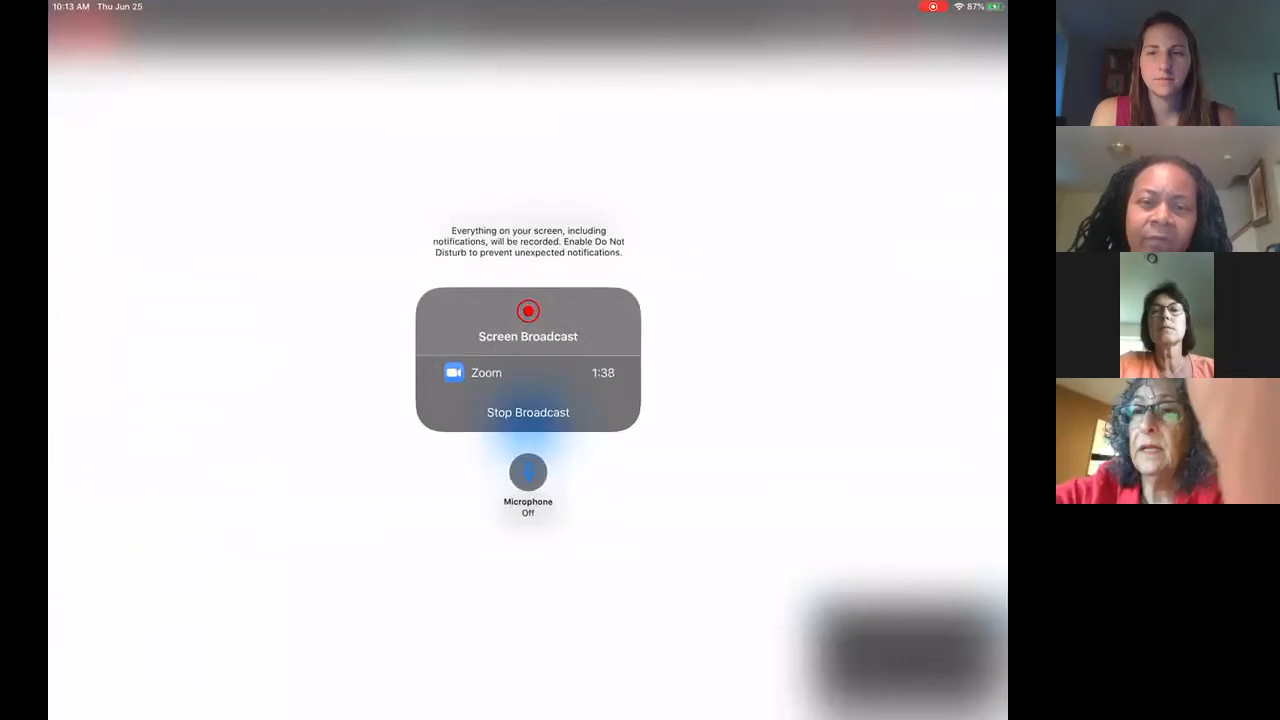 10:13 AM Thu Jun 25
87%
Everything on your screen, including
notifications, will be recorded. Enable Do Not
Disturb to prevent unexpected notifications.
Screen Broadcast
Zoom 1:38
Stop Broadcast
Microphone
Off